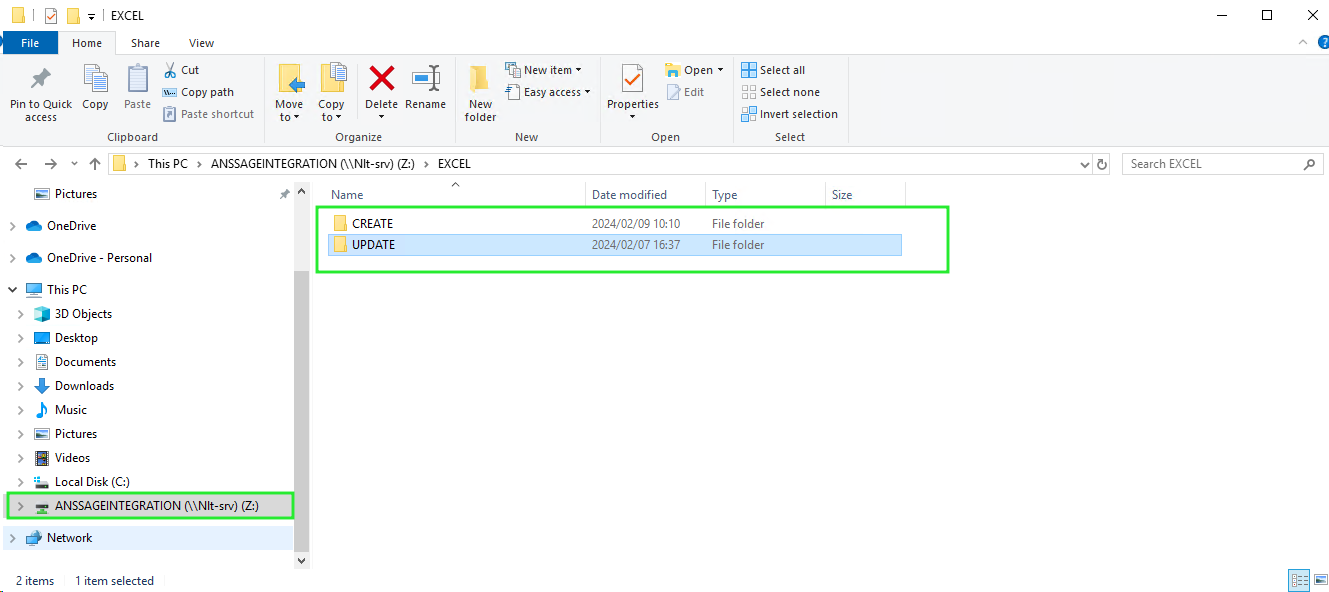 EXCEL
File Home Share View
Pin to Quick access
Copy
Paste
Cut
Copy path
Paste shortcut
Clipboard
Move to
Copy to
Delete
Rename
Organize
New folder
New item
Easy access
New
Properties
Open
Edit
Open
Select all
Select none
Invert selection
Select
This PC > ANSSAGEINTEGRATION (\\Nlt-srv) (Z:) > EXCEL
Search EXCEL
Pictures
OneDrive
OneDrive - Personal
This PC
3D Objects
Desktop
Documents
Downloads
Music
Pictures
Videos
Local Disk (C:)
ANSSAGEINTEGRATION (\\Nlt-srv) (Z:)
Network
Name Date modified Type Size
CREATE 2024/02/09 10:10 File folder
UPDATE 2024/02/07 16:37 File folder
2 items 1 item selected